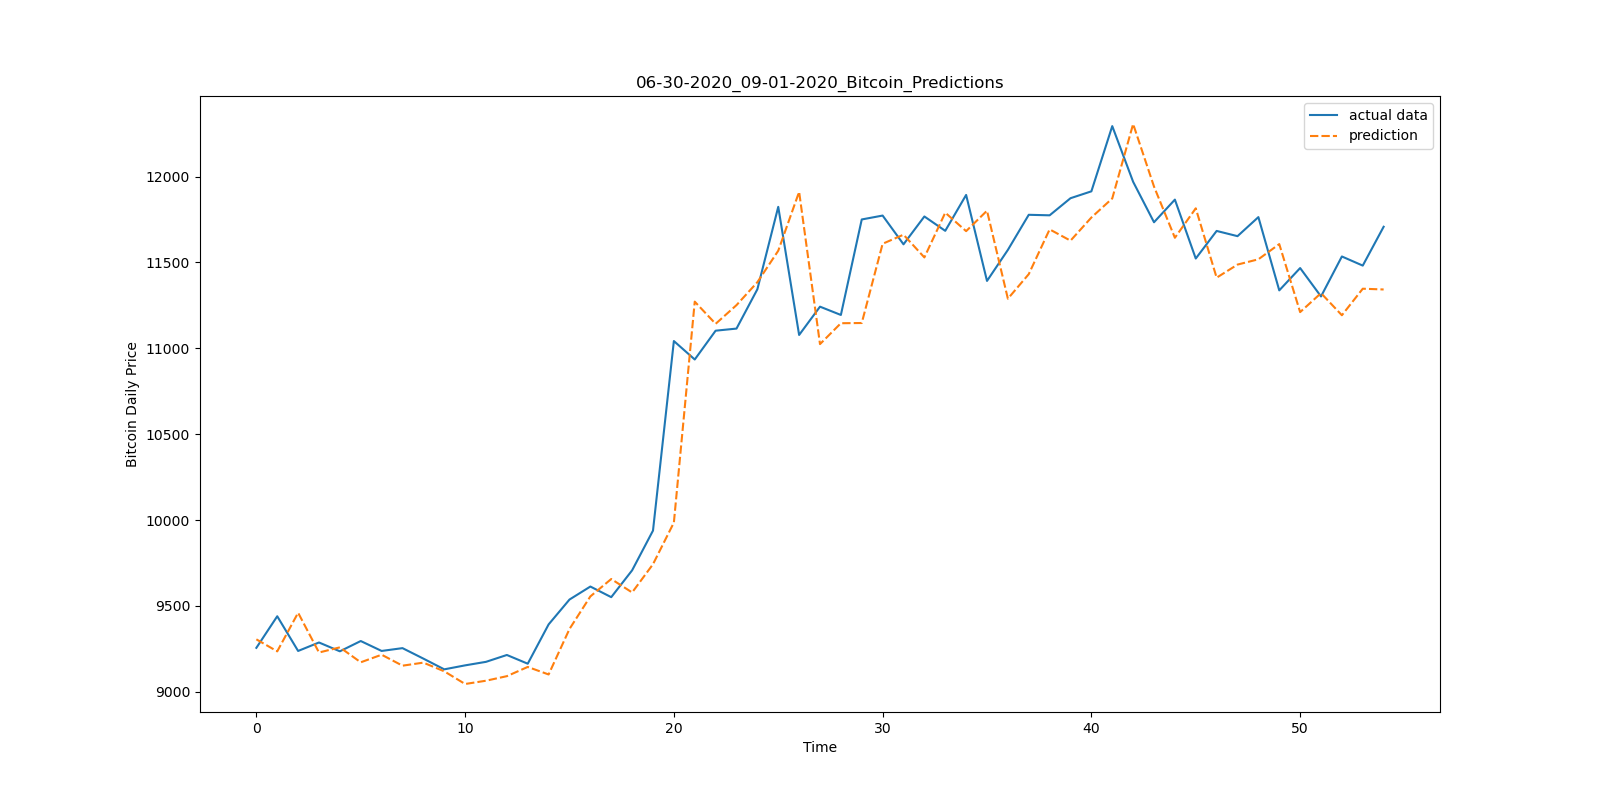 06-30-2020_09-01-2020_Bitcoin_Predictions
actual data
prediction
Bitcoin Daily Price
12000
11500
11000
10500
10000
9500
9000
0 10 20 30 40 50
Time